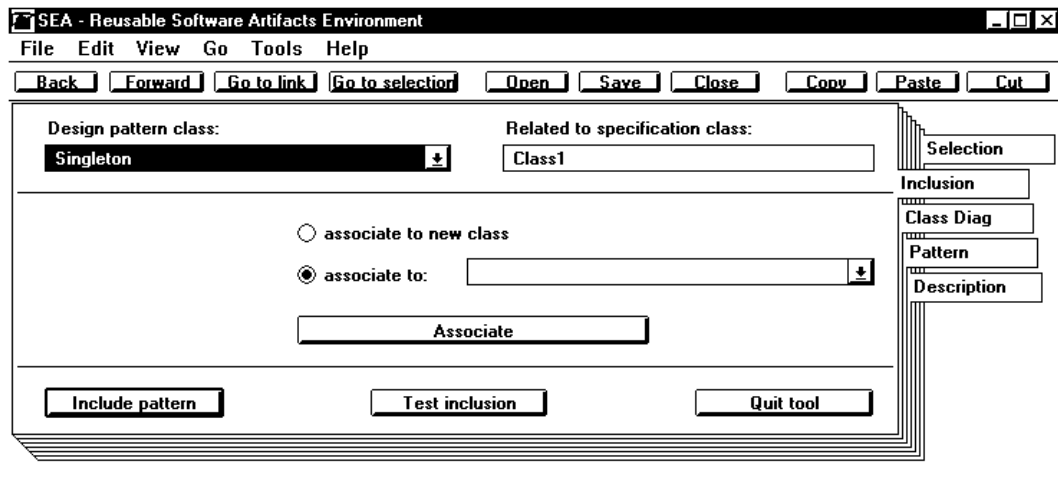 SEA - Reusable Software Artifacts Environment
File Edit View Go Tools Help
Back Forward Go to link Go to selection Open Save Close Copy Paste Cut
Design pattern class: Related to specification class:
Singleton Class1
Selection
Inclusion
Class Diag
Pattern
Description
associate to new class
associate to:
Associate
Include pattern Test inclusion Quit tool